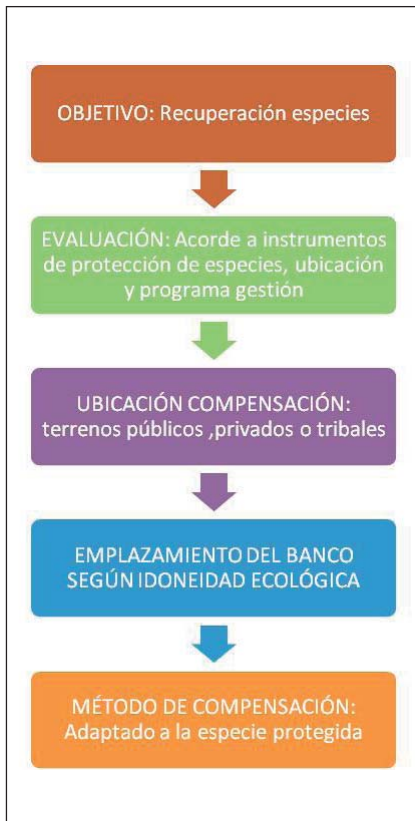 OBJETIVO: Recuperación especies
EVALUACIÓN: Acorde a instrumentos
de protección de especies, ubicación
y programa gestión
UBICACIÓN COMPENSACIÓN:
terrenos públicos ,privados o tribales
EMPLAZAMIENTO DEL BANCO
SEGÚN IDONEIDAD ECOLÓGICA
MÉTODO DE COMPENSACIÓN:
Adaptado a la especie protegida